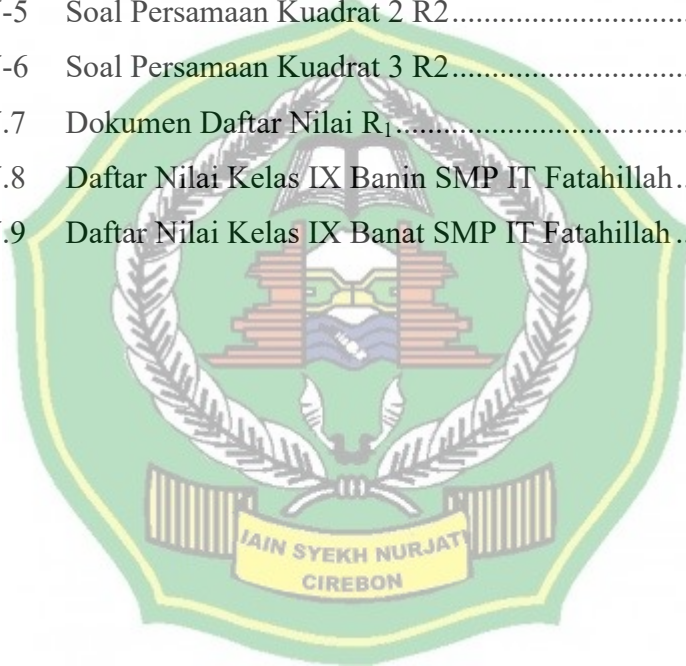 -5 Soal Persamaan Kuadrat 2 R2..............................
-6 Soal Persamaan Kuadrat 3 R2..............................
.7 Dokumen Daftar Nilai R₁.....................................
.8 Daftar Nilai Kelas IX Banin SMP IT Fatahillah..
.9 Daftar Nilai Kelas IX Banat SMP IT Fatahillah..
IAIN SYEKH NURJATI
CIREBON